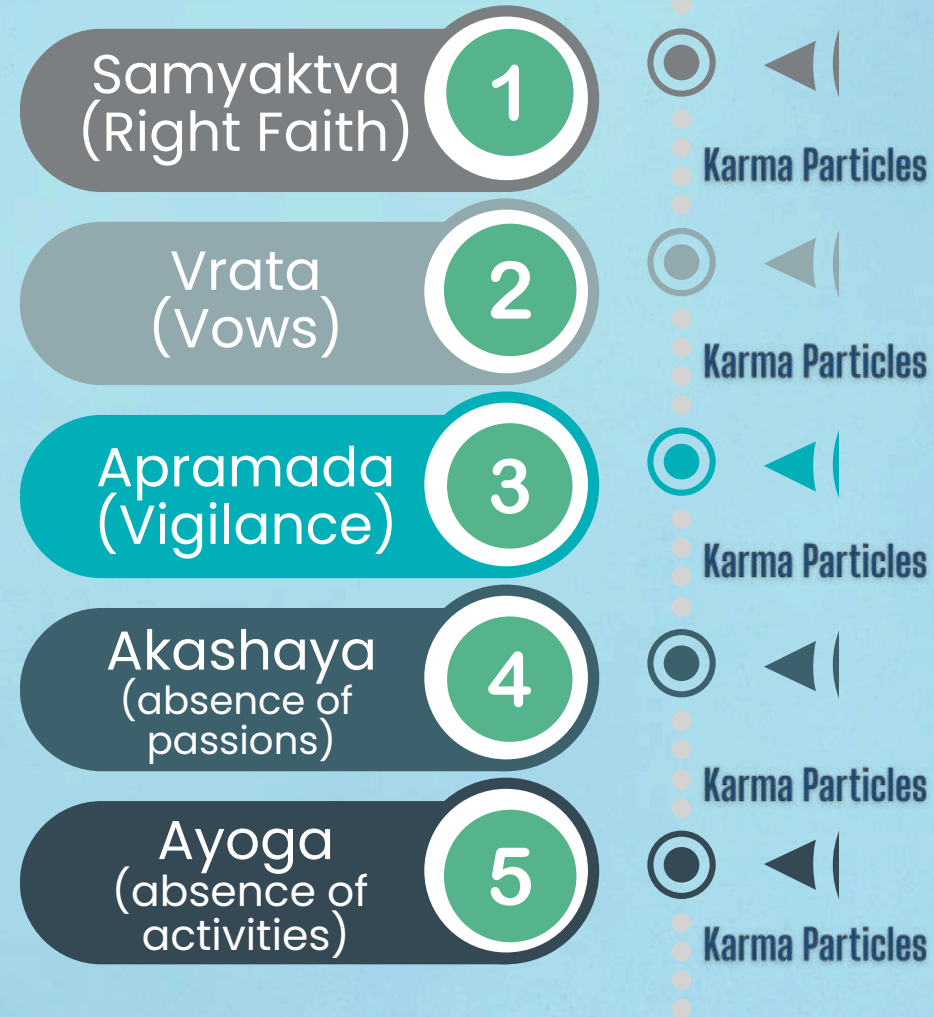 Samyaktva
(Right Faith)
1
Karma Particles
Vrata
(Vows)
2
Karma Particles
Apramada
(Vigilance)
3
Karma Particles
Akashaya
(absence of
passions)
4
Karma Particles
Ayoga
(absence of
activities)
5
Karma Particles